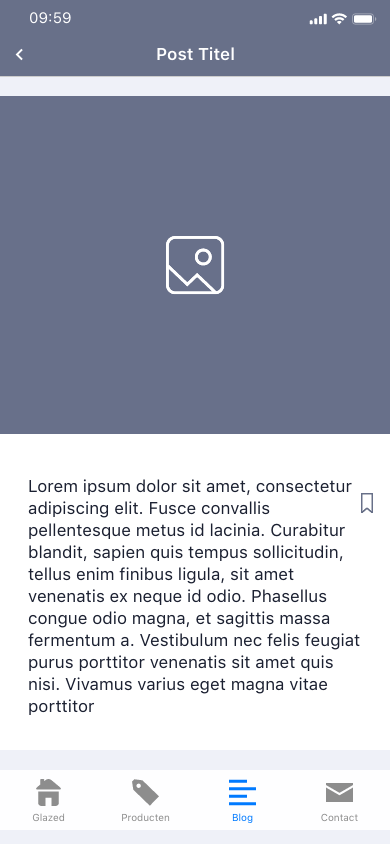 09:59
Post Titel
Lorem ipsum dolor sit amet, consectetur
adipiscing elit. Fusce convallis
pellentesque metus id lacinia. Curabitur
blandit, sapien quis tempus sollicitudin,
tellus enim finibus ligula, sit amet
venenatis ex neque id odio. Phasellus
congue odio magna, et sagittis massa
fermentum a. Vestibulum nec felis feugiat
purus porttitor venenatis sit amet quis
nisi. Vivamus varius eget magna vitae
porttitor
Glazed
Producten
Blog
Contact